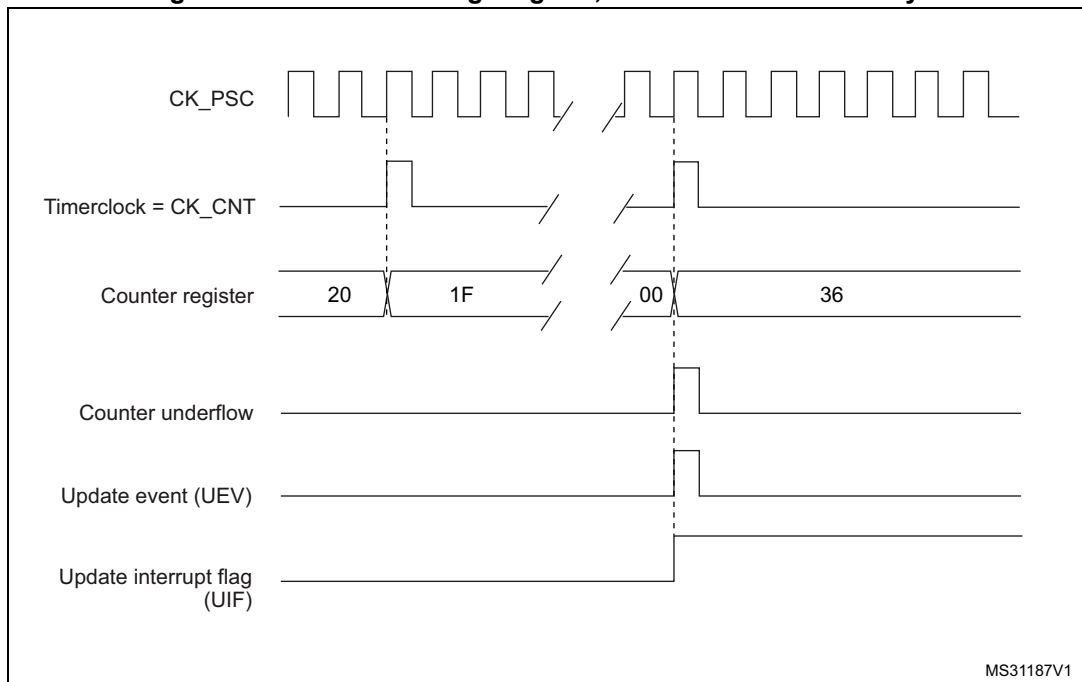 CK_PSC
Timerclock = CK_CNT
Counter register 20 1F 00 36
Counter underflow
Update event (UEV)
Update interrupt flag
(UIF)
MS31187V1